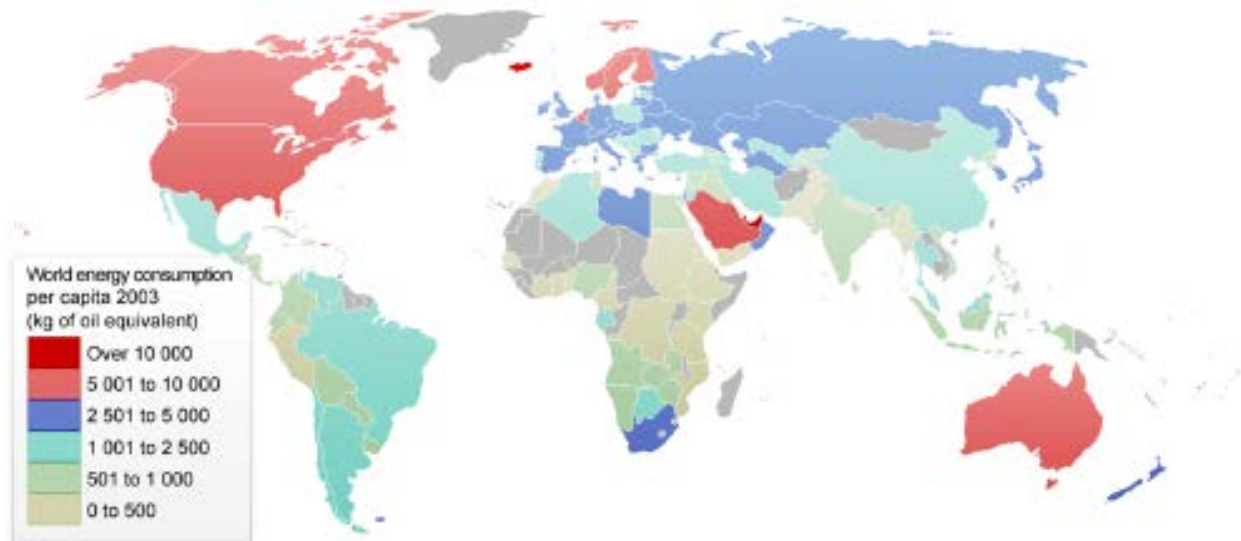 World energy consumption
per capita 2003
(kg of oil equivalent)
Over 10 000
5 001 to 10 000
2 501 to 5 000
1 001 to 2 500
501 to 1 000
0 to 500